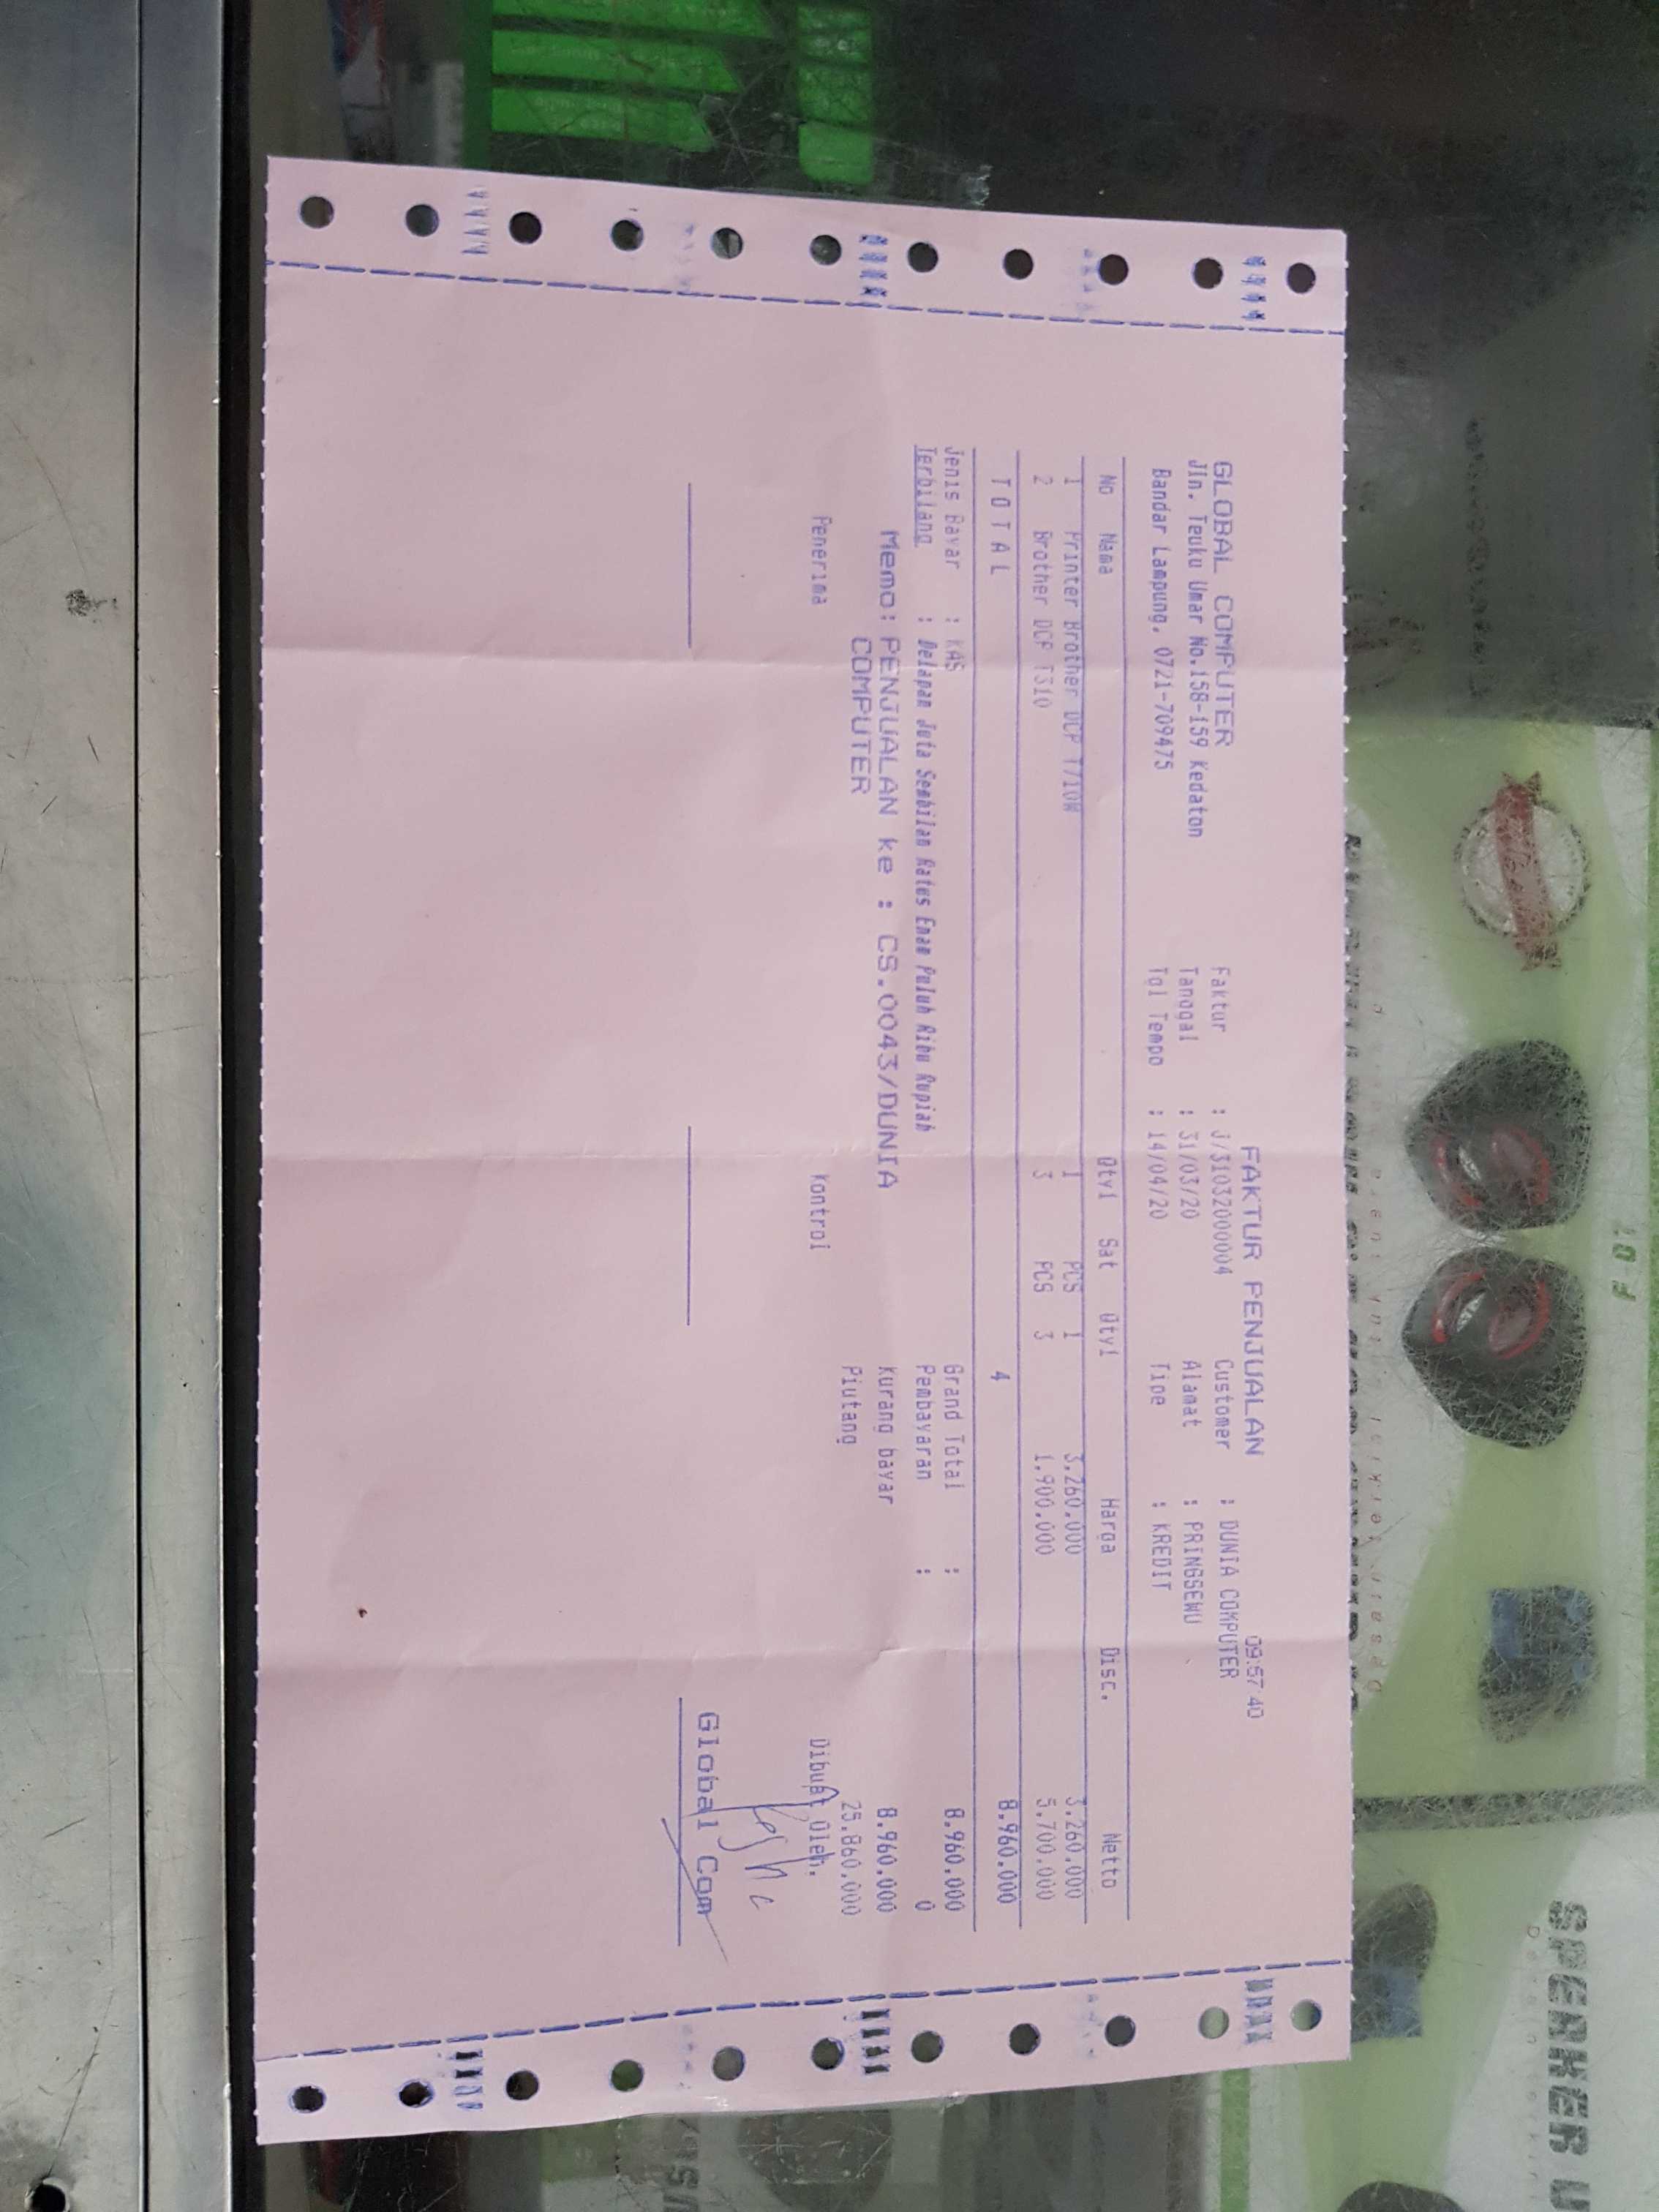 FAKTUR PENJUALAN 09:57:40
GLOBAL COMPUTER Faktur : J/310320000004 Customer : DUNIA COMPUTER
Jln. Teuku Umar No.158-159 Kedaton Tanggal : 31/03/20 Alamat : PRINGSEWU
Bandar Lampung, 0721-709475 Tgl Tempo : 14/04/20 Tipe : KREDIT
No Nama Qty1 Sat Qty1 Harga Disc. Netto
1 Printer Brother DCP T710W 1 PCS 1 3.260.000 3.260.000
2 Brother DCP T310 3 PCS 3 1.900.000 5.700.000
T O T A L 4 8.960.000
Jenis Bayar : KAS Grand Total : 8.960.000
Terbilang : Delapan Juta Sembilan Ratus Enam Puluh Ribu Rupiah Pembayaran : 0
Memo: PENJUALAN ke : CS.0043/DUNIA Kurang bayar 8.960.000
COMPUTER Piutang 25.860.000
Penerima Kontrol Dibuat Oleh,
Global Com
SPEAKER U